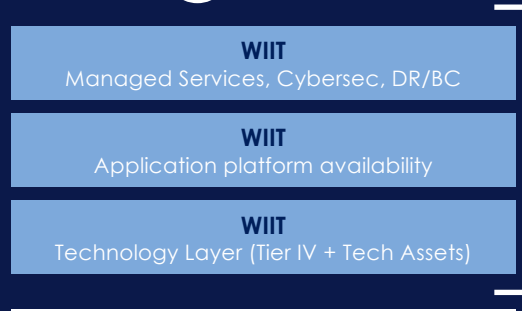 WIIT
Managed Services, Cybersec, DR/BC
WIIT
Application platform availability
WIIT
Technology Layer (Tier IV + Tech Assets)